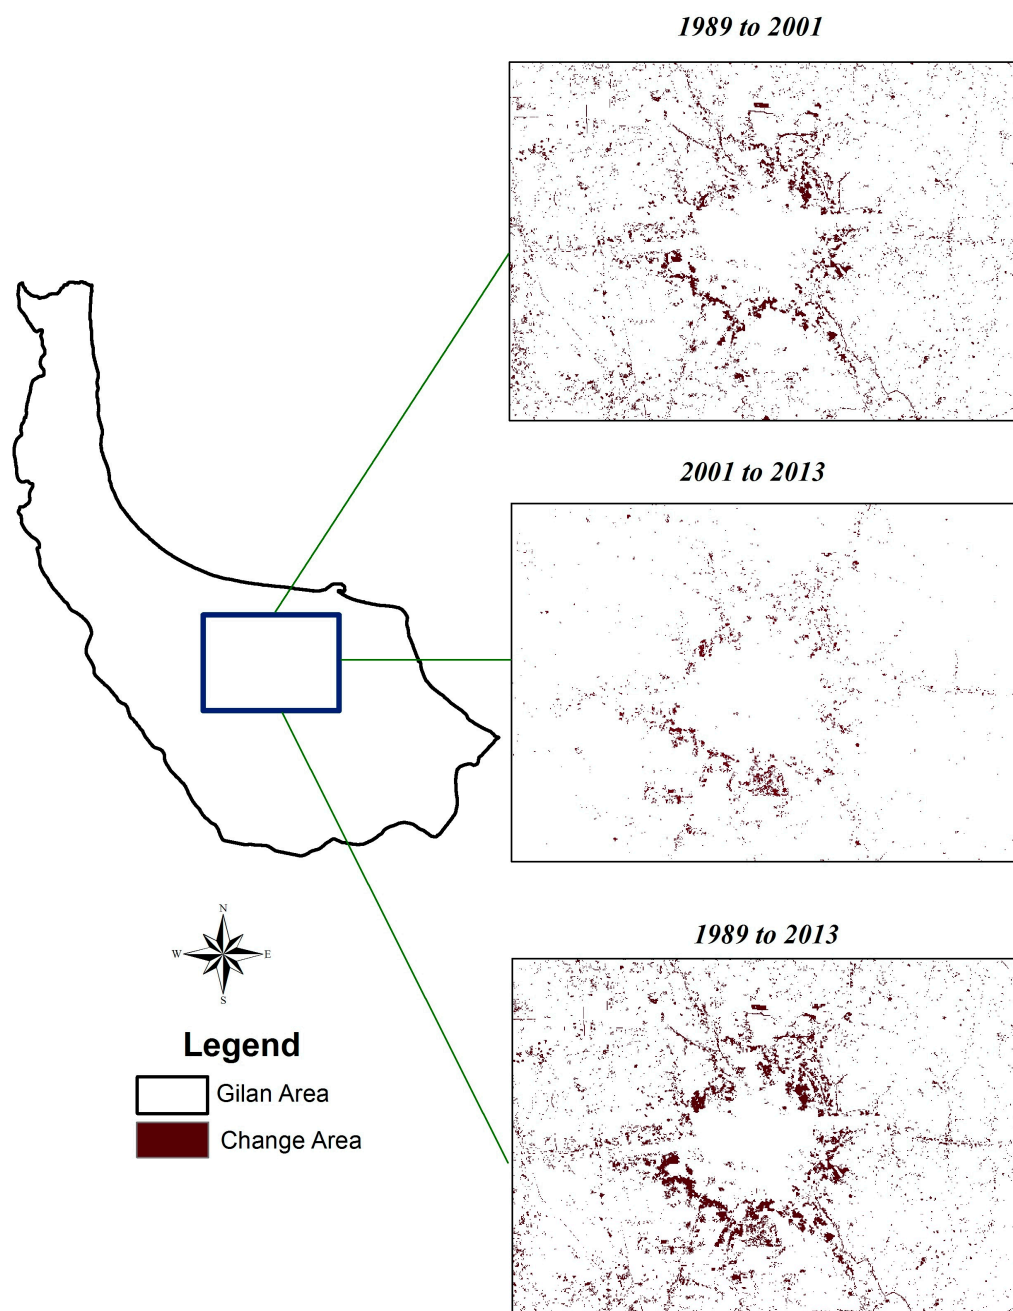 1989 to 2001
2001 to 2013
1989 to 2013
N
W E
S
Legend
Gilan Area
Change Area